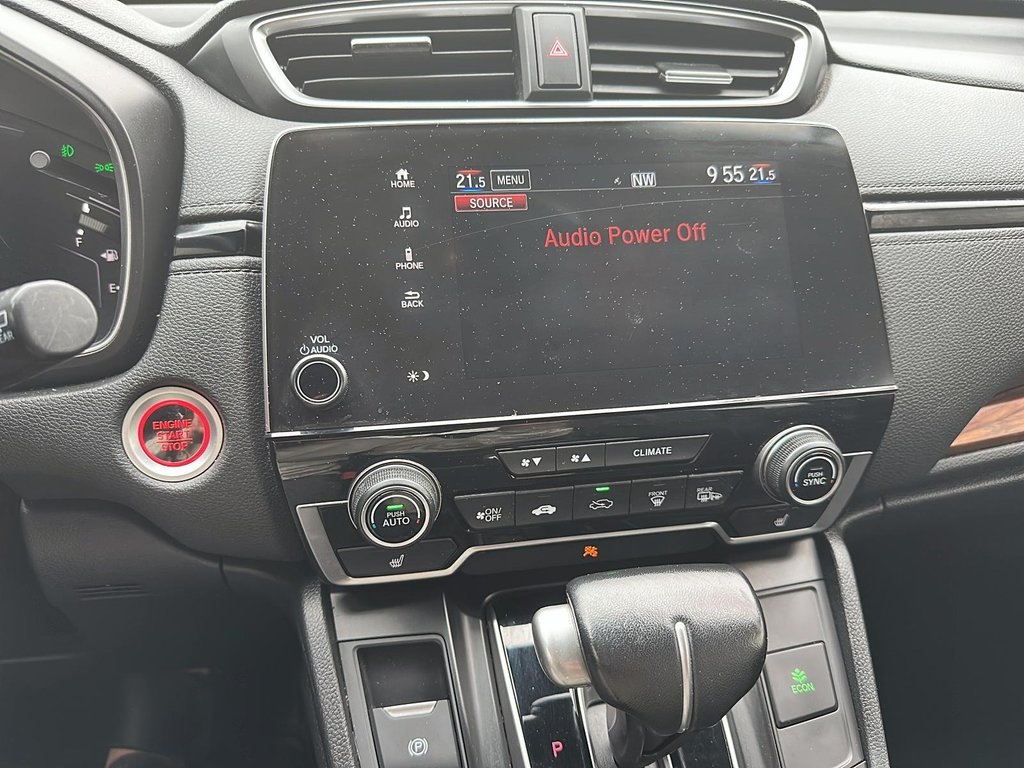 HOME
21.5 MENU NW 9 55 21.5
SOURCE
AUDIO
Audio Power Off
PHONE
BACK
VOL
AUDIO
F
E
ENGINE
START
STOP
CLIMATE
PUSH
AUTO
ON/
OFF
FRONT
REAR
PUSH
SYNC
ECON
P
P